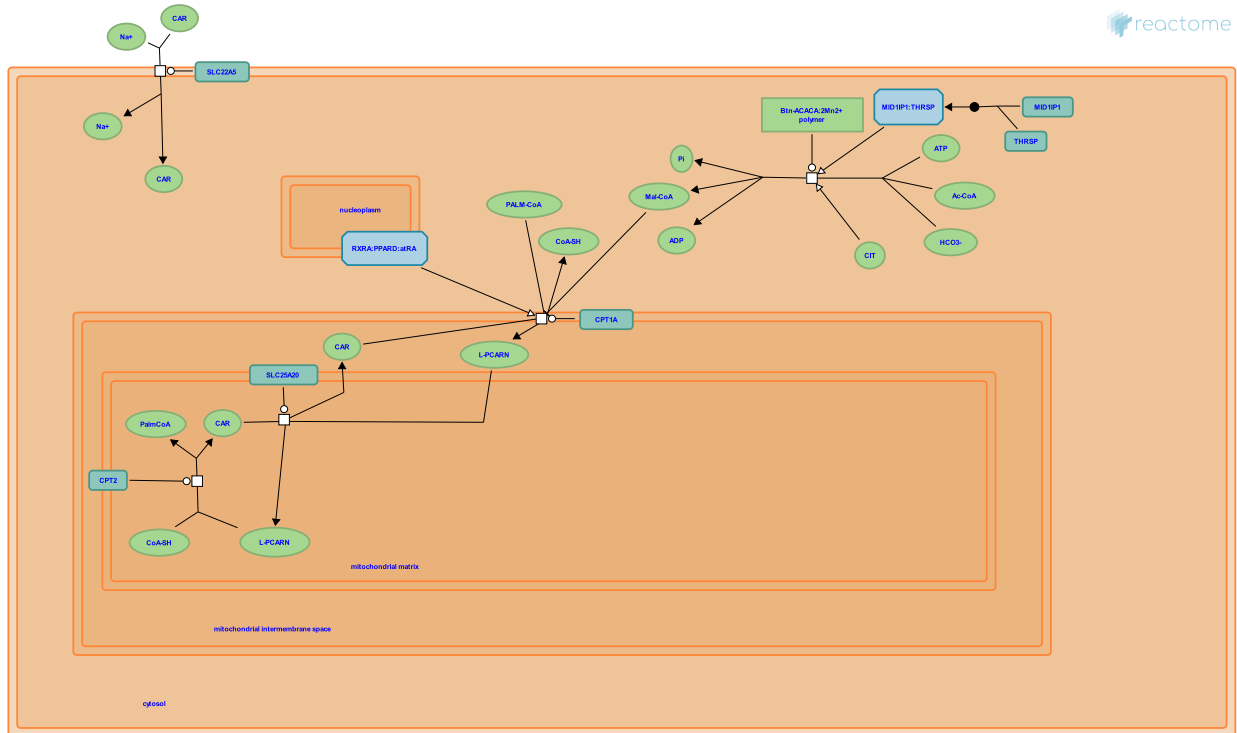 CAR
Na+
reactome
SLC22A5
Na+
CAR
Btn-ACACA:2Mn2+
polymer
MID1IP1:THRSP
MID1IP1
THRSP
ATP
Pi
Ac-CoA
Mal-CoA
HCO3-
ADP
CIT
nucleoplasm
RXRA:PPARD:atRA
PALM-CoA
CoA-SH
CPT1A
CAR
L-PCARN
SLC25A20
PalmCoA
CAR
CPT2
CoA-SH
L-PCARN
mitochondrial matrix
mitochondrial intermembrane space
cytosol